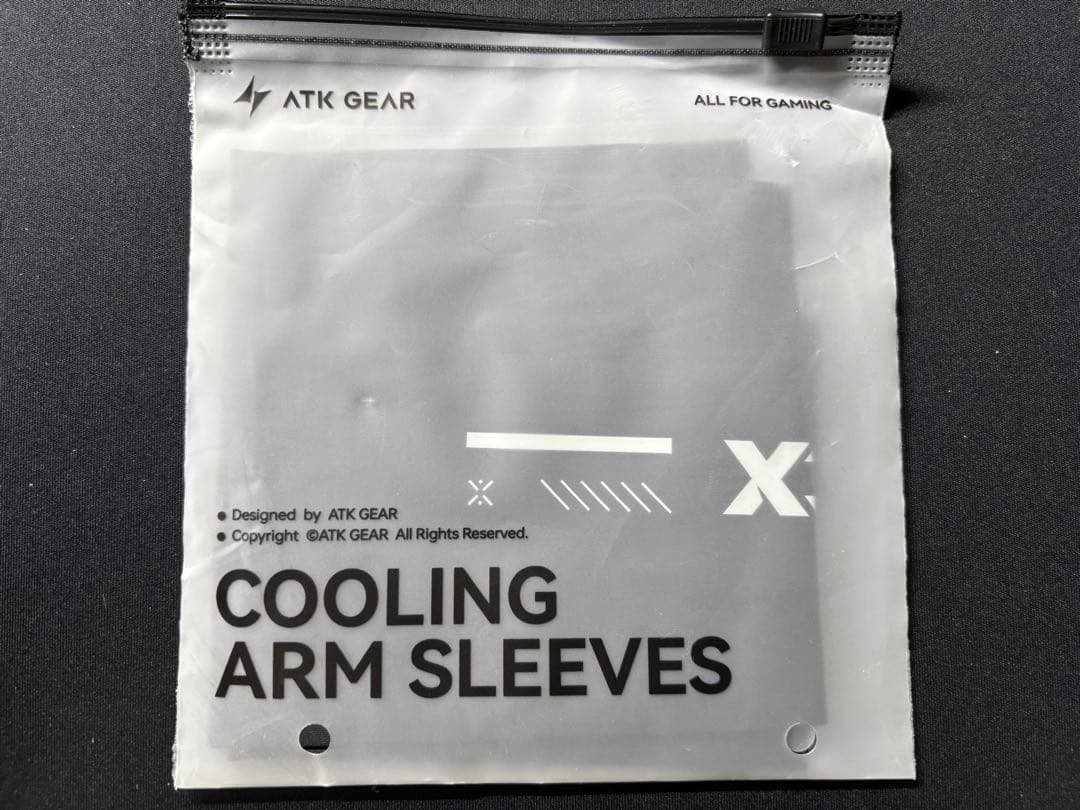 ATK GEAR
ALL FOR GAMING
X
• Designed by ATK GEAR
• Copyright ©ATK GEAR All Rights Reserved.
COOLING
ARM SLEEVES